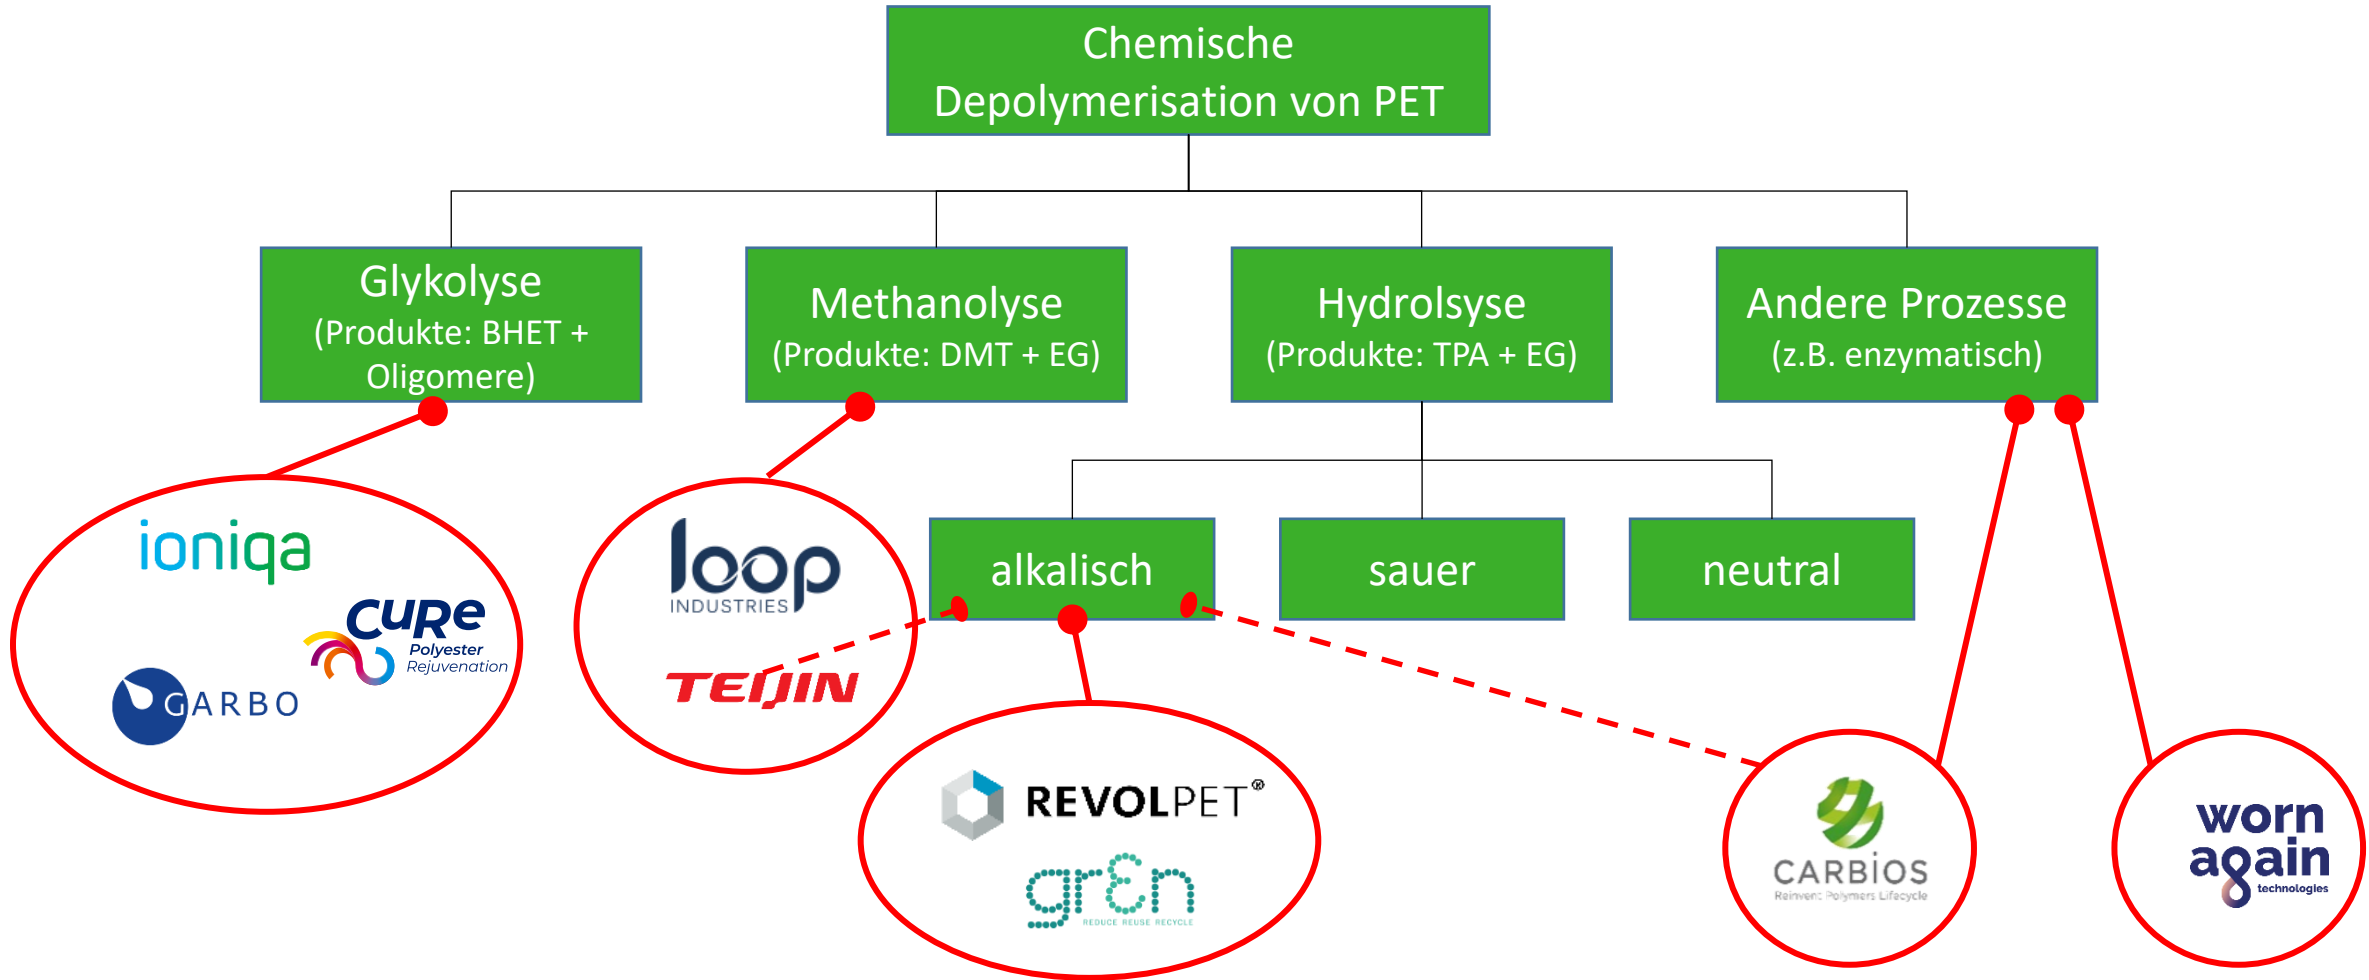 Chemische
Depolymerisation von PET
Glykolyse
(Produkte: BHET +
Oligomere)
Methanolyse
(Produkte: DMT + EG)
Hydrolsyse
(Produkte: TPA + EG)
Andere Prozesse
(z.B. enzymatisch)
alkalisch
sauer
neutral
ioniqa
CuRe
Polyester
Rejuvenation
GARBO
loop
INDUSTRIES
TEIJIN
REVOLPET®
grƐn
REDUCE REUSE RECYCLE
CARBIOS
Reinvent Polymers Lifecycle
worn
again
technologies